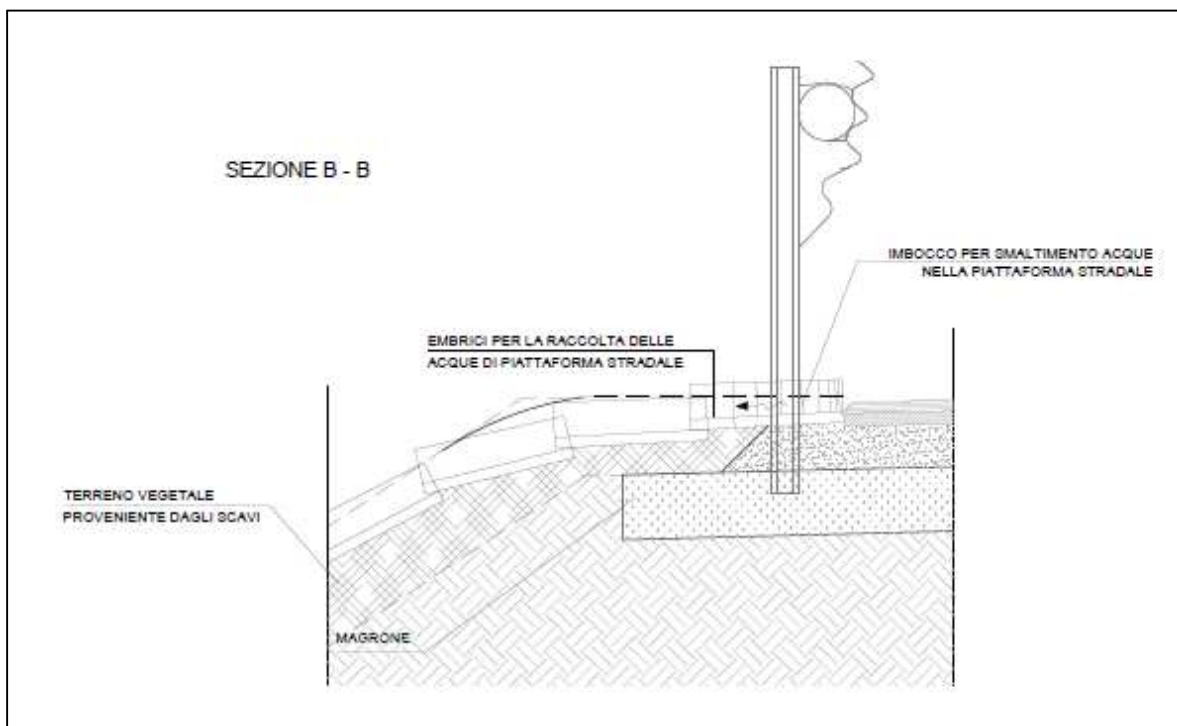 SEZIONE B - B
IMBOCCO PER SMALTIMENTO ACQUE
NELLA PIATTAFORMA STRADALE
EMBRICI PER LA RACCOLTA DELLE
ACQUE DI PIATTAFORMA STRADALE
TERRENO VEGETALE
PROVENIENTE DAGLI SCAVI
MAGRONE